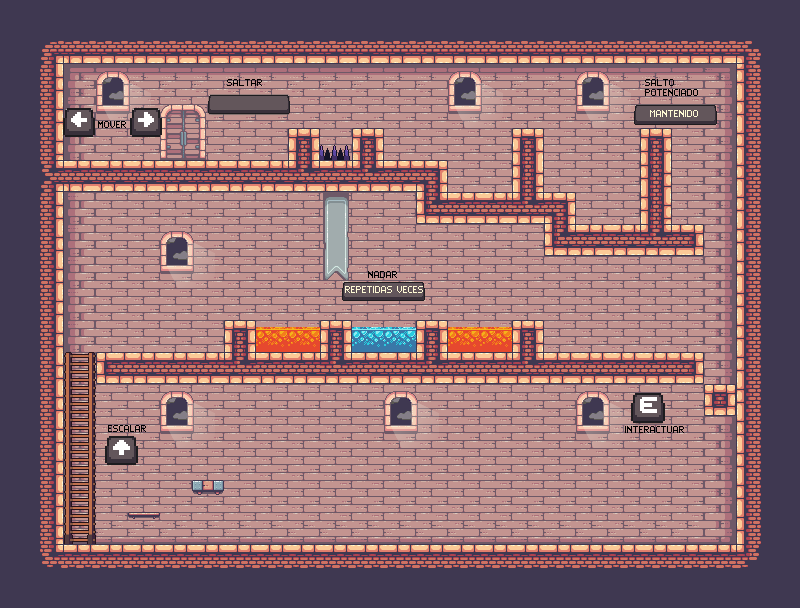 SALTAR
SALTO
POTENCIADO
MANTENIDO
MOVER
NADAR
REPETIDAS VECES
E
INTERACTUAR
ESCALAR